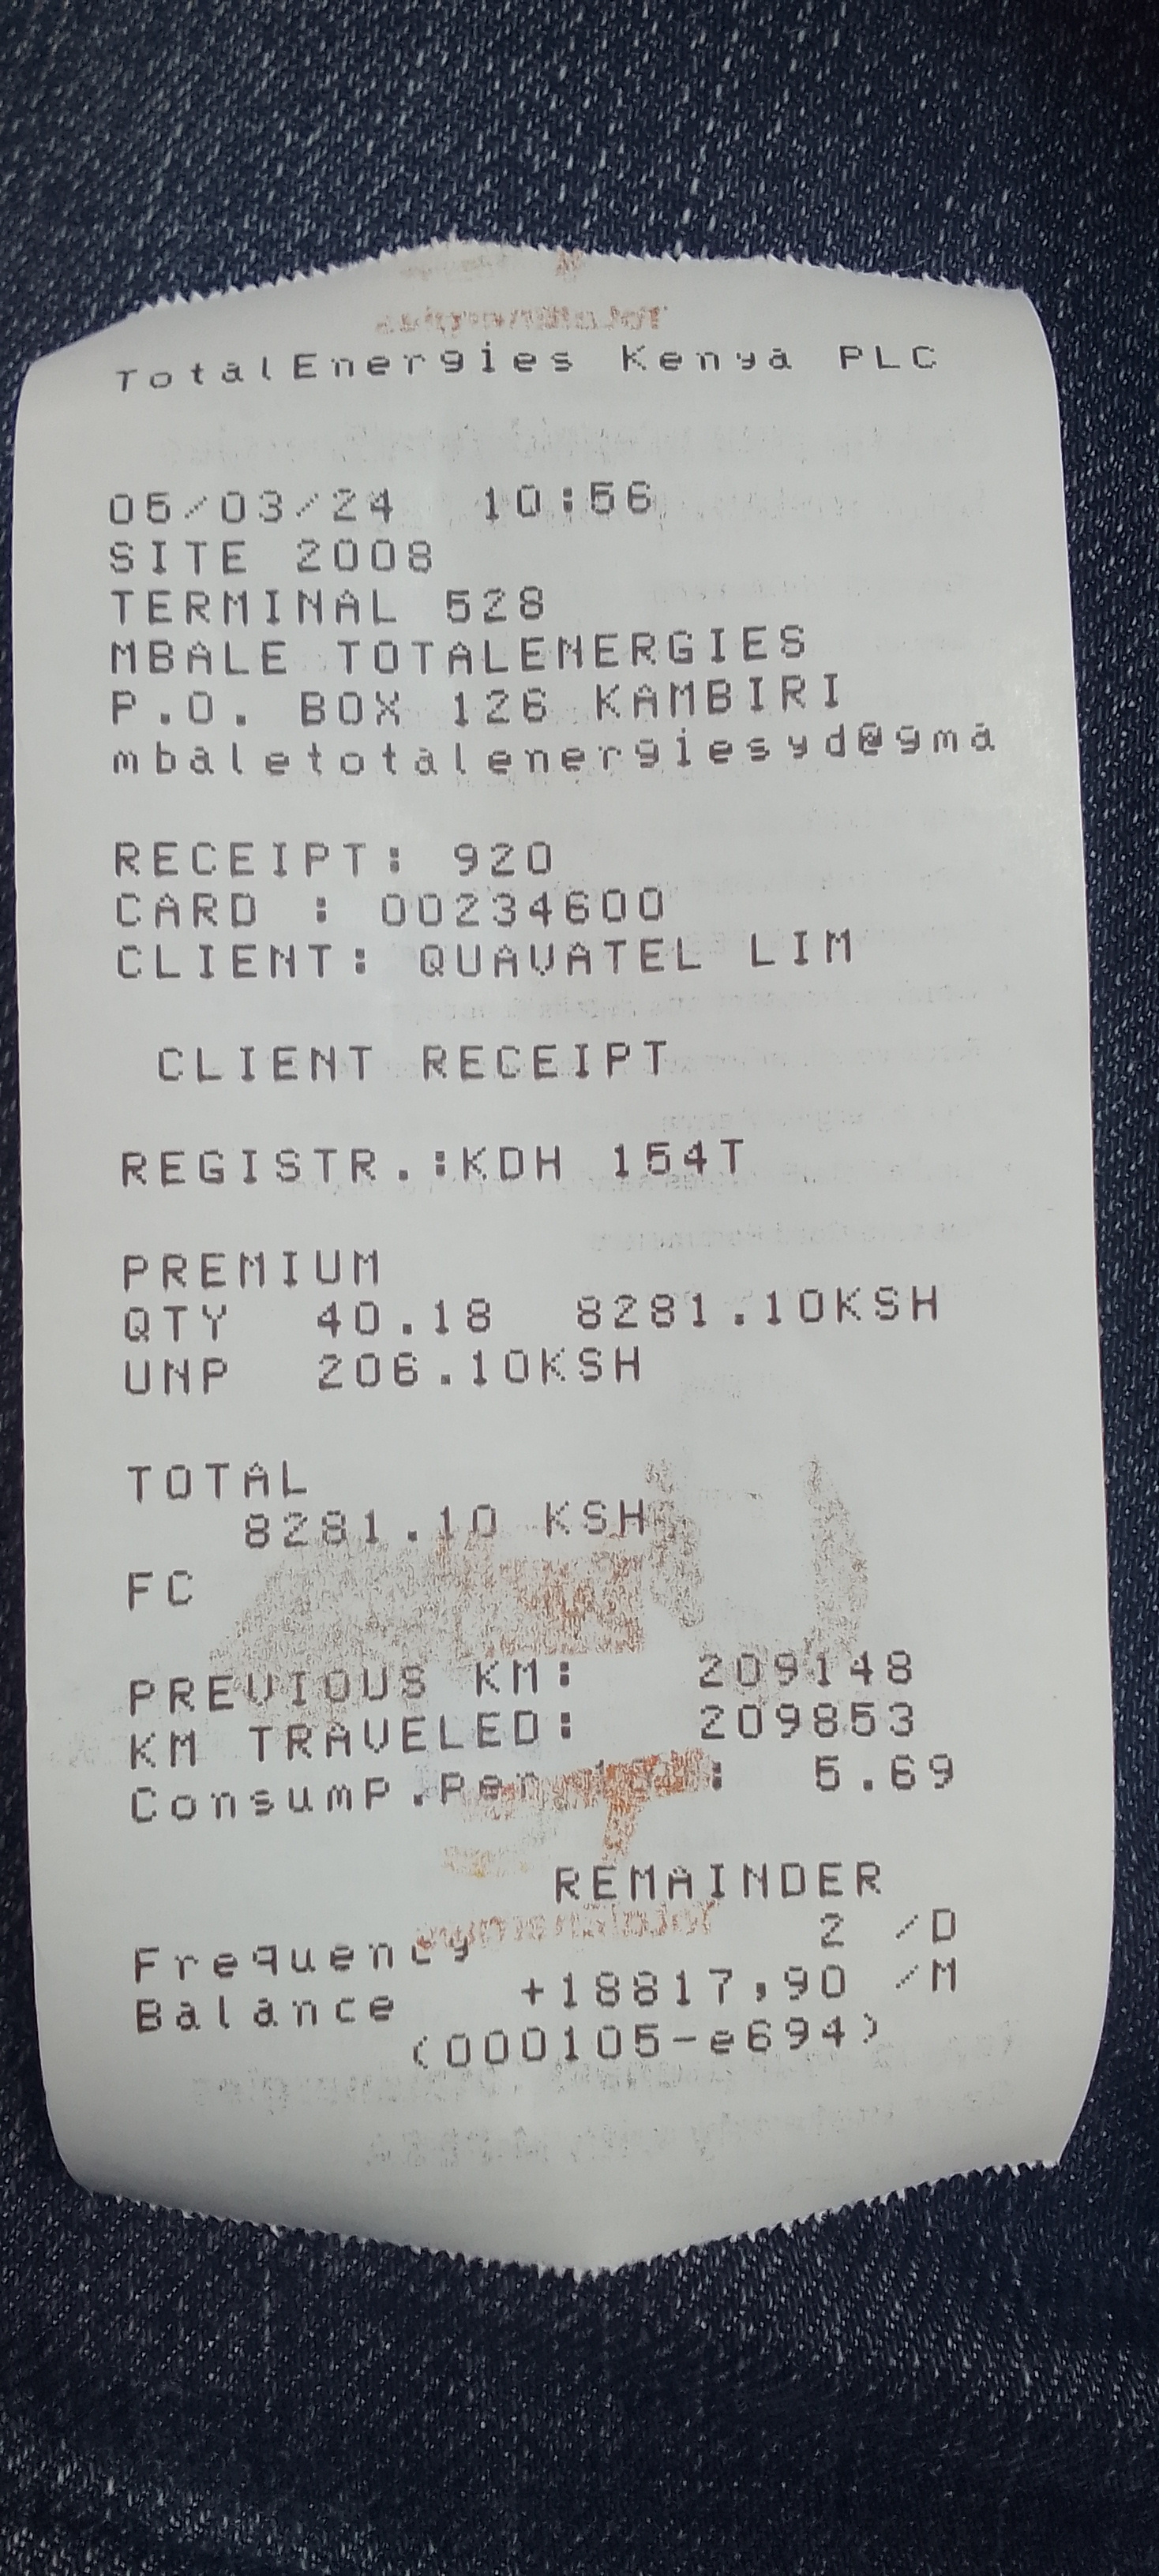 TotalEnergies Kenya PLC
05/03/24 10:56
SITE 2008
TERMINAL 528
MBALE TOTALENERGIES
P.O. BOX 126 KAMBIRI
mbaletotalenergiesyd@gma
RECEIPT: 920
CARD : 00234600
CLIENT: QUAVATEL LIM
CLIENT RECEIPT
REGISTR.:KDH 154T
PREMIUM
QTY 40.18 8281.10KSH
UNP 206.10KSH
TOTAL
8281.10 KSH
FC
PREVIOUS KM: 209148
KM TRAVELED: 209853
Consump.Per : 5.69
REMAINDER
Frequency 2 /D
Balance +18817,90 /M
(000105-e694)